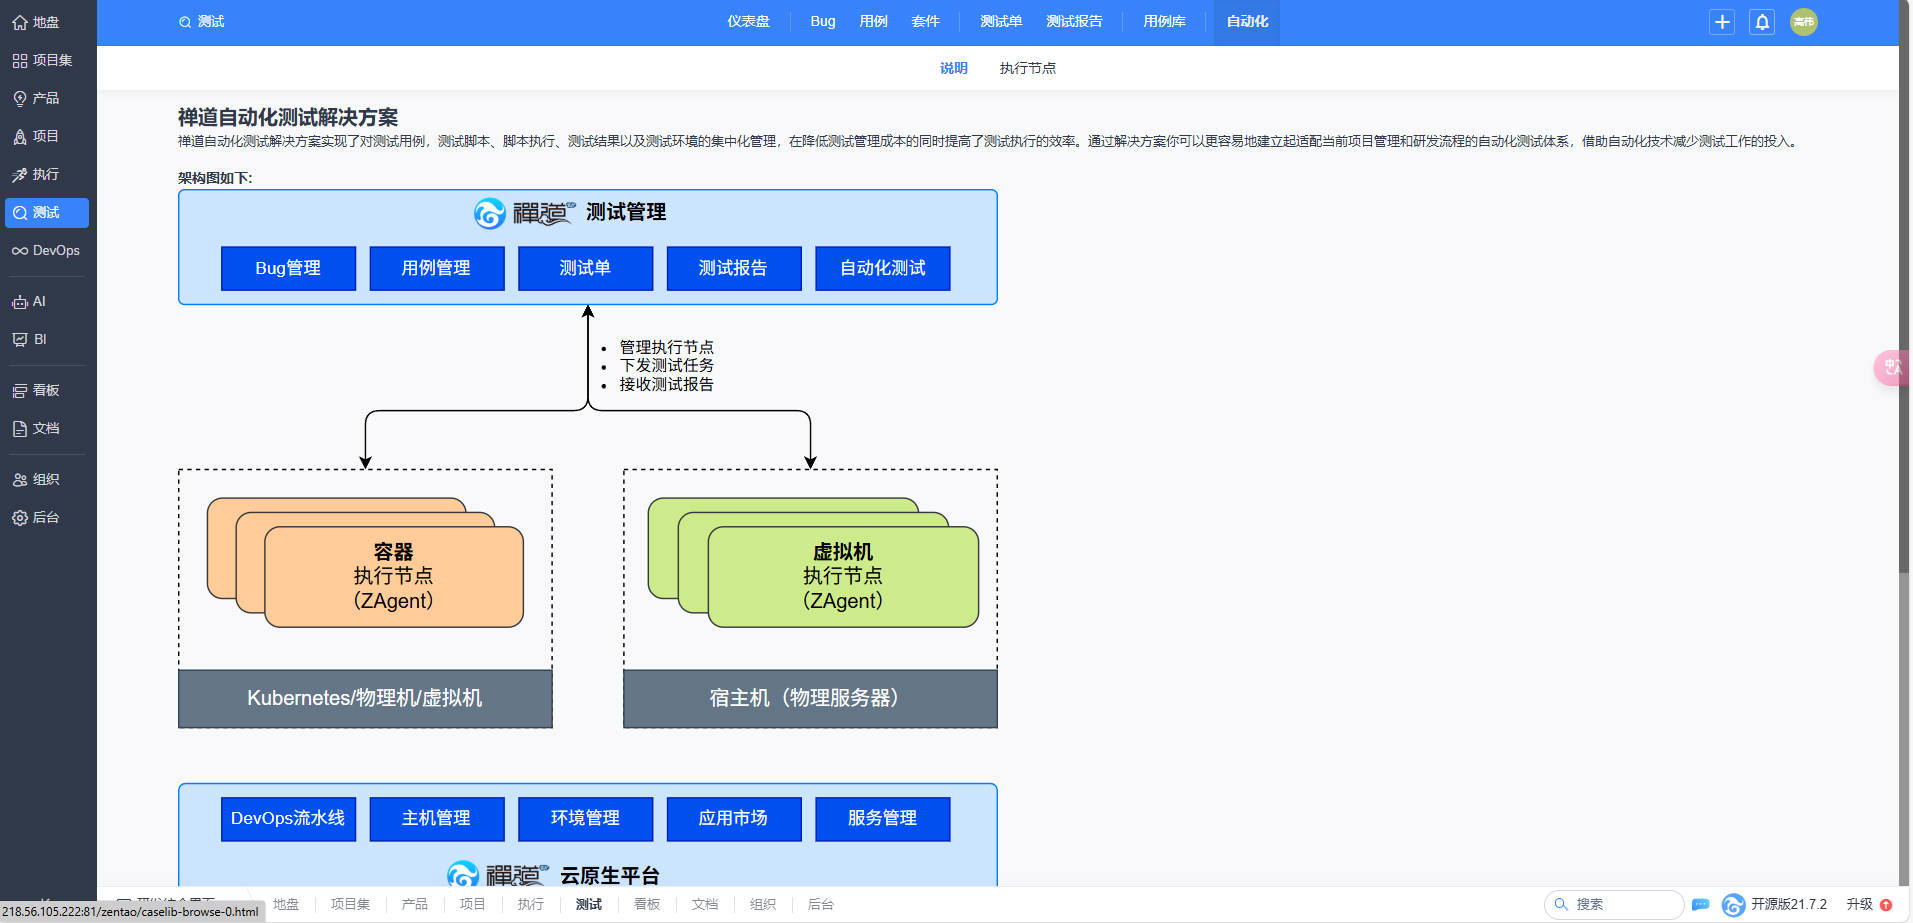 地盘
项目集
产品
项目
执行
测试
DevOps
AI
BI
看板
文档
组织
后台
测试
仪表盘
Bug
用例
套件
测试单
测试报告
用例库
自动化
高伟
说明
执行节点
禅道自动化测试解决方案
禅道自动化测试解决方案实现了对测试用例，测试脚本、脚本执行、测试结果以及测试环境的集中化管理，在降低测试管理成本的同时提高了测试执行的效率。通过解决方案你可以更容易地建立起适配当前项目管理和研发流程的自动化测试体系，借助自动化技术减少测试工作的投入。
架构图如下:
禪道 测试管理
Bug管理
用例管理
测试单
测试报告
自动化测试
• 管理执行节点
• 下发测试任务
• 接收测试报告
容器
执行节点
（ZAgent）
虚拟机
执行节点
（ZAgent）
Kubernetes/物理机/虚拟机
宿主机（物理服务器）
DevOps流水线
主机管理
环境管理
应用市场
服务管理
禪道 云原生平台
218.56.105.222:81/zentao/caselib-browse-0.html
地盘
项目集
产品
项目
执行
测试
看板
文档
组织
后台
搜索
开源版21.7.2
升级